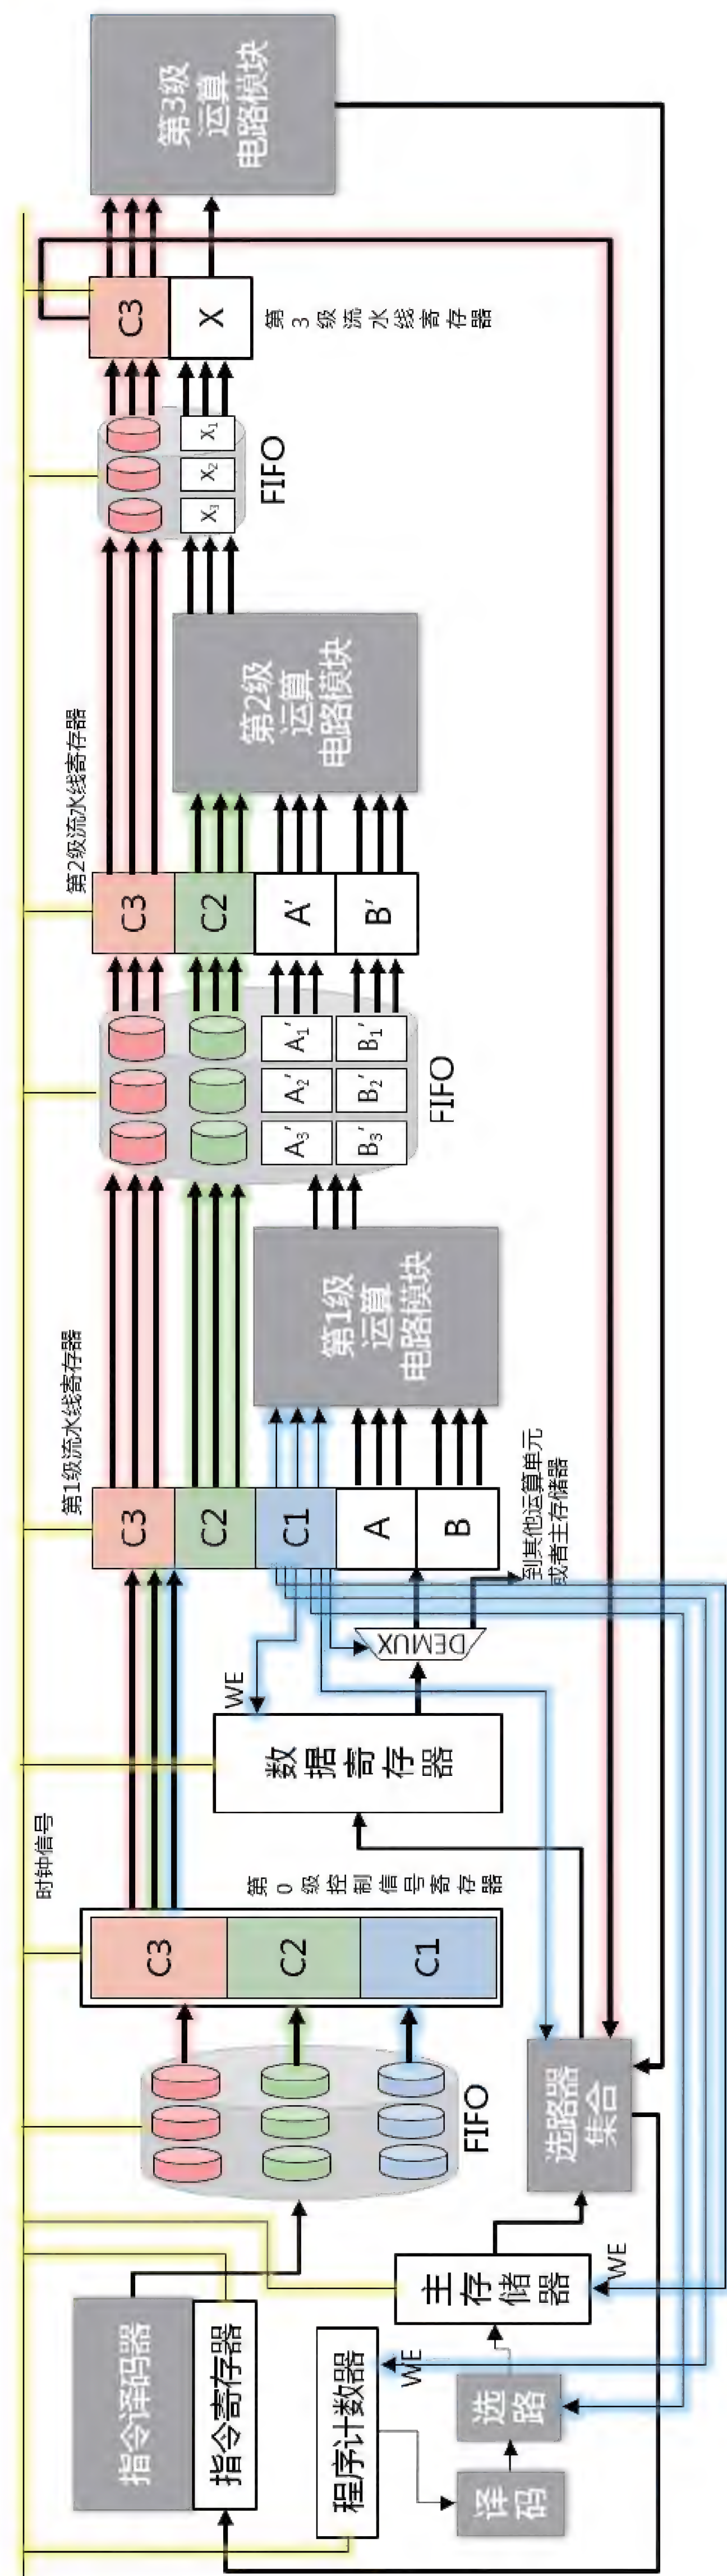 指令译码器
指令寄存器
程序计数器
WE
译码
选路
主存储器
WE
FIFO
选路器
集合
时钟信号
C3
C2
C1
第0级控制信号寄存器
数据寄存器
WE
DEMUX
到其他运算单元
或者主存储器
第1级流水线寄存器
C3
C2
C1
A
B
第1级
运算
电路模块
A₃'
A₂'
A₁'
B₃'
B₂'
B₁'
FIFO
第2级流水线寄存器
C3
C2
A'
B'
第2级
运算
电路模块
X₃
X₂
X₁
FIFO
C3
X
第3级流水线寄存器
第3级
运算
电路模块